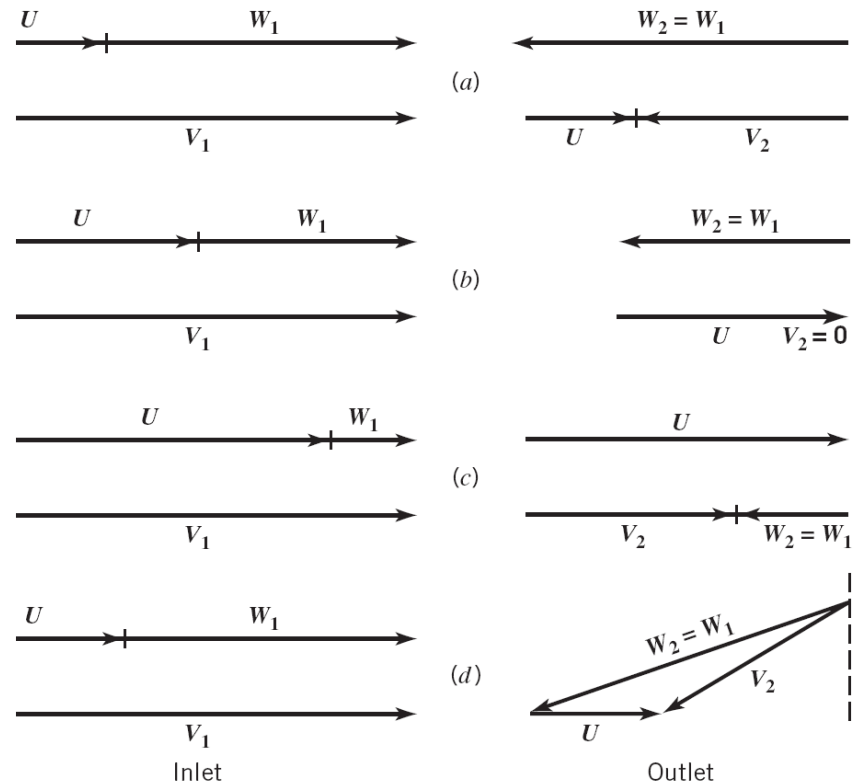 U W₁ W₂ = W₁
(a)
V₁ U V₂
U W₁ W₂ = W₁
(b)
V₁ U V₂ = 0
U W₁ U
(c)
V₁ V₂ W₂ = W₁
U W₁ W₂ = W₁
(d) V₂
V₁ U
Inlet Outlet